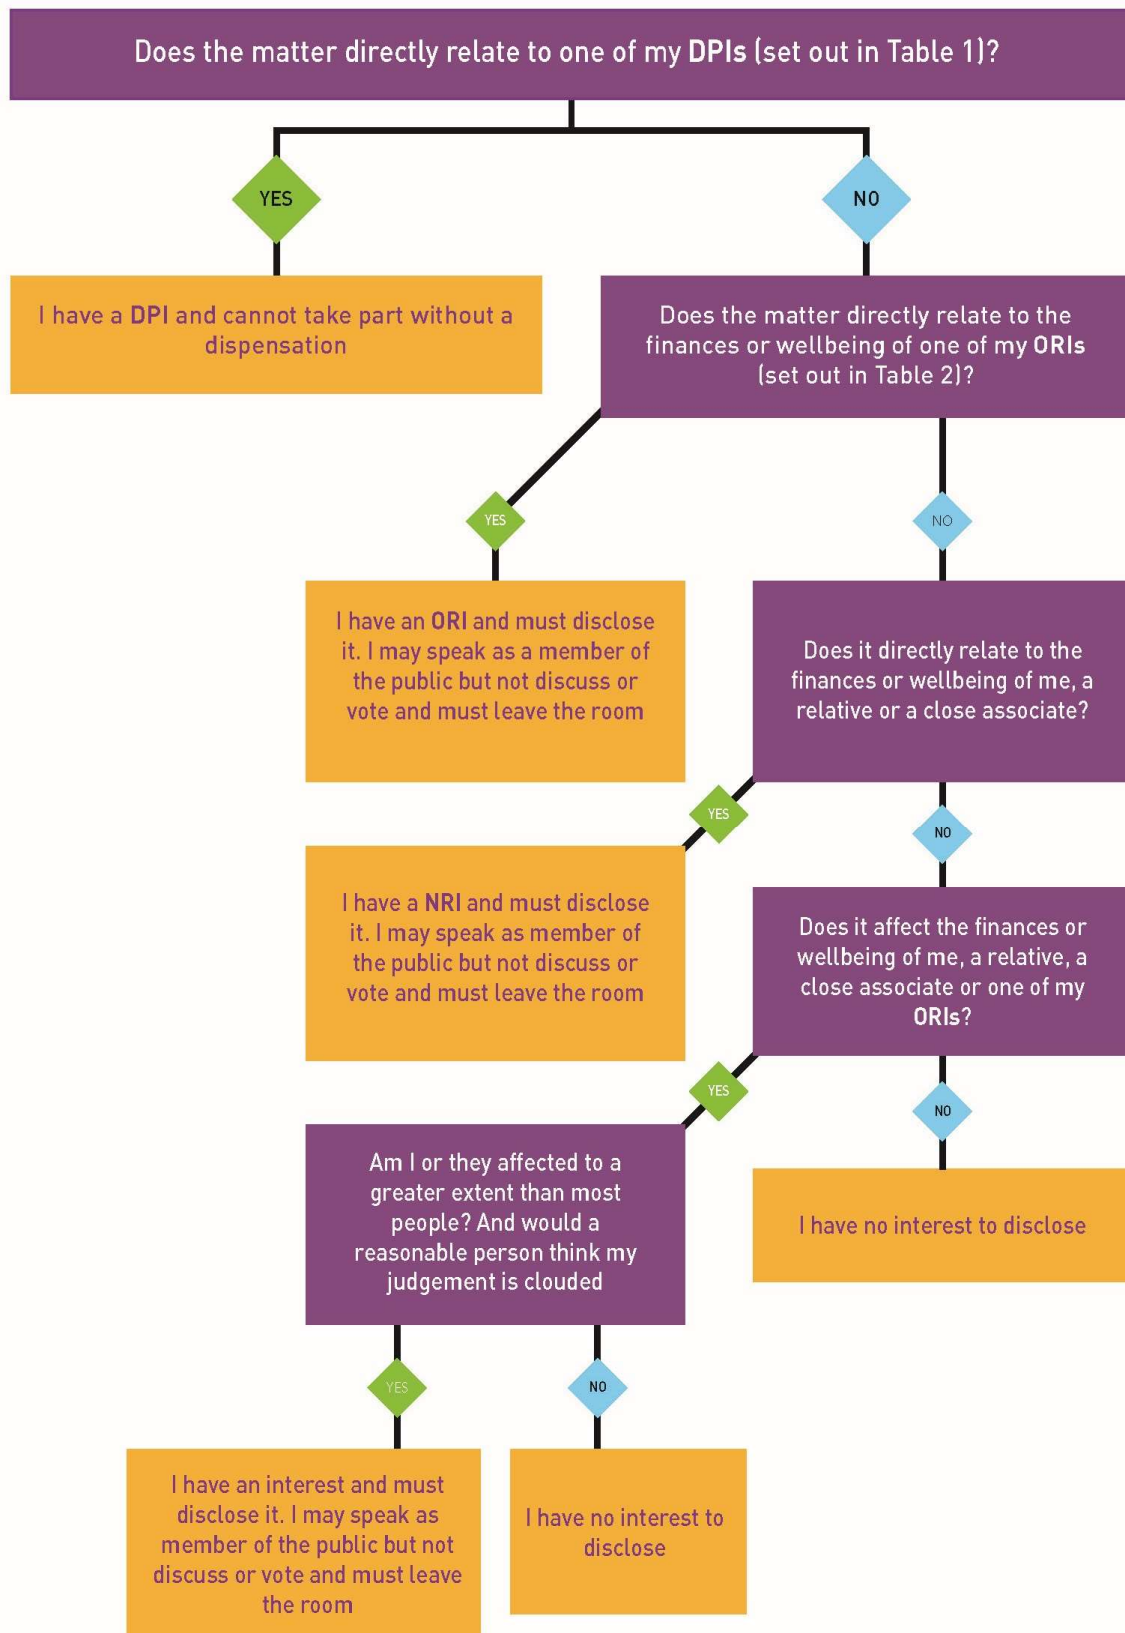 Does the matter directly relate to one of my DPIs (set out in Table 1)?
YES
NO
I have a DPI and cannot take part without a
dispensation
Does the matter directly relate to the
finances or wellbeing of one of my ORIs
(set out in Table 2)?
YES
NO
I have an ORI and must disclose
it. I may speak as a member of
the public but not discuss or
vote and must leave the room
Does it directly relate to the
finances or wellbeing of me, a
relative or a close associate?
YES
NO
I have a NRI and must disclose
it. I may speak as member of
the public but not discuss or
vote and must leave the room
Does it affect the finances or
wellbeing of me, a relative, a
close associate or one of my
ORIs?
YES
NO
Am I or they affected to a
greater extent than most
people? And would a
reasonable person think my
judgement is clouded
I have no interest to disclose
YES
NO
I have an interest and must
disclose it. I may speak as
member of the public but not
discuss or vote and must leave
the room
I have no interest to
disclose